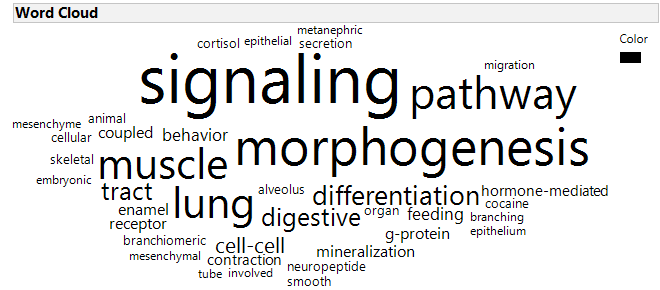 Word Cloud
metanephric
cortisol epithelial secretion
Color
signaling
migration
pathway
mesenchyme animal
cellular coupled behavior
morphogenesis
skeletal muscle
embryonic
tract lung alveolus differentiation hormone-mediated
enamel digestive organ feeding cocaine
receptor branching
g-protein epithelium
branchiomeric cell-cell mineralization
mesenchymal contraction
tube involved neuropeptide
smooth